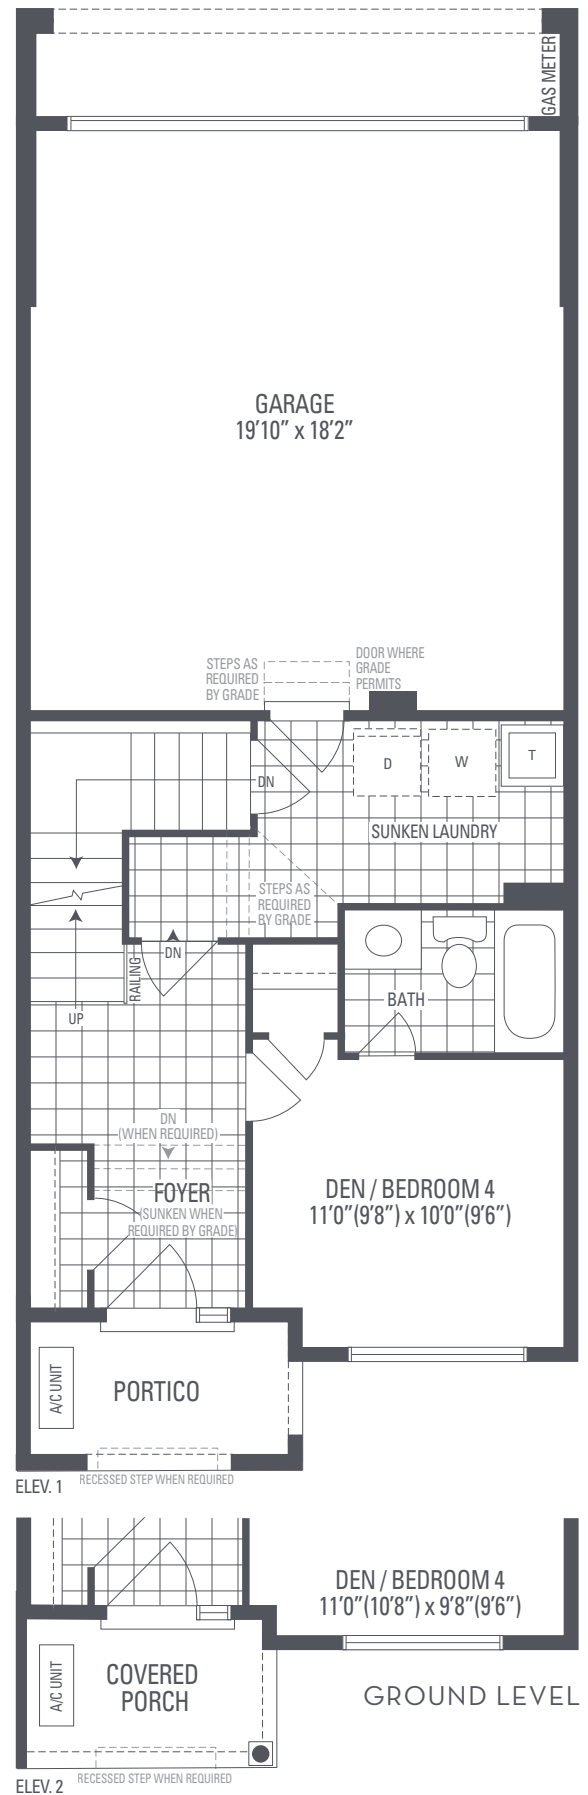 GAS METER
GARAGE
19'10" x 18'2"
STEPS AS
REQUIRED
BY GRADE
DOOR WHERE
GRADE
PERMITS
DN
D
W
T
SUNKEN LAUNDRY
STEPS AS
REQUIRED
BY GRADE
DN
RAILING
UP
BATH
DN
(WHEN REQUIRED)
FOYER
(SUNKEN WHEN
REQUIRED BY GRADE)
DEN / BEDROOM 4
11'0"(9'8") x 10'0"(9'6")
A/C UNIT
PORTICO
RECESSED STEP WHEN REQUIRED
ELEV. 1
DEN / BEDROOM 4
11'0"(10'8") x 9'8"(9'6")
A/C UNIT
COVERED
PORCH
GROUND LEVEL
RECESSED STEP WHEN REQUIRED
ELEV. 2